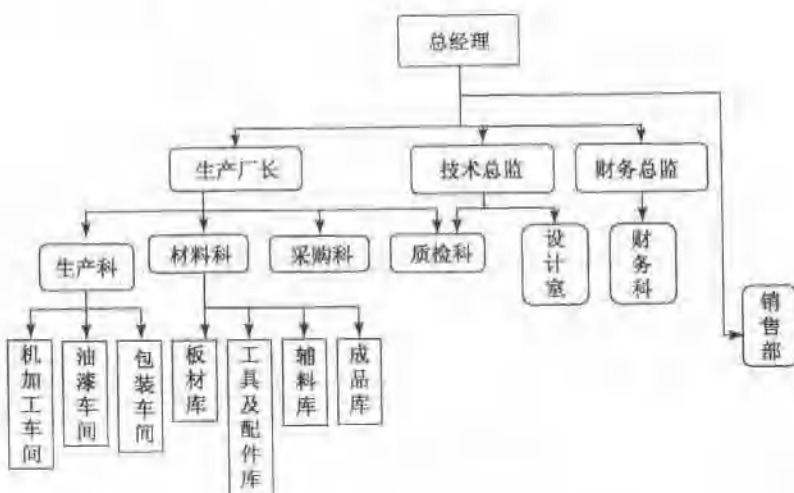 总经理
生产厂长
技术总监
财务总监
生产科
材料科
采购科
质检科
设计室
财务科
销售部
机加工车间
油漆车间
包装车间
板材库
工具及配件库
辅料库
成品库